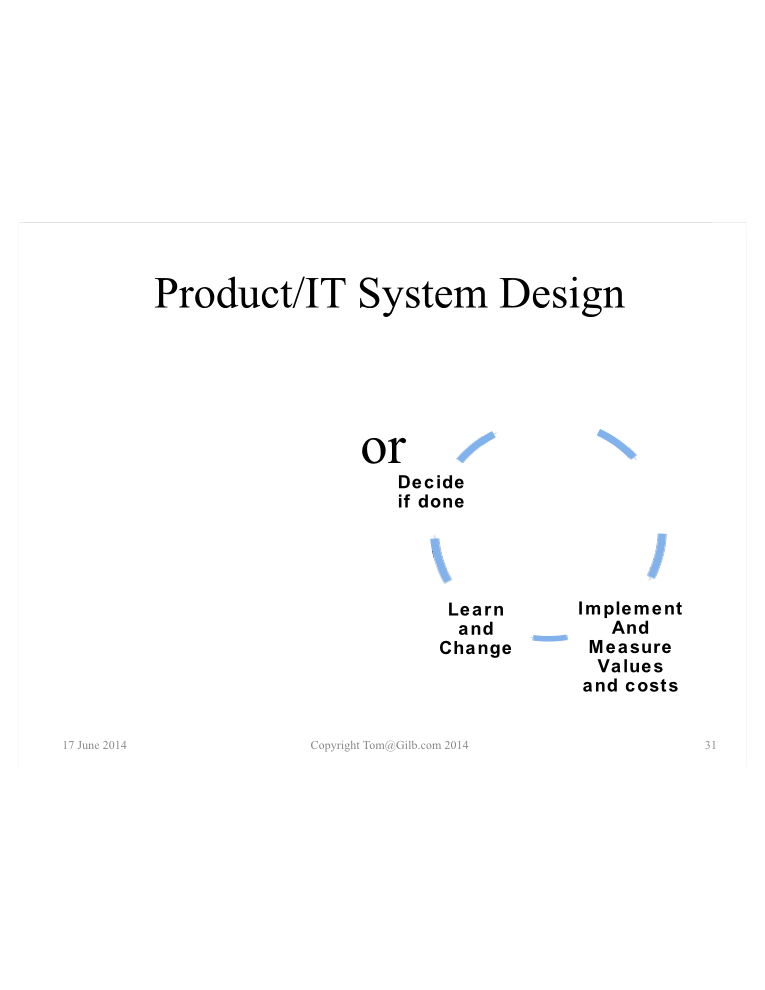 Product/IT System Design
or
Decide
if done
Learn
and
Change
Implement
And
Measure
Values
and costs
17 June 2014
Copyright Tom@Gilb.com 2014
31